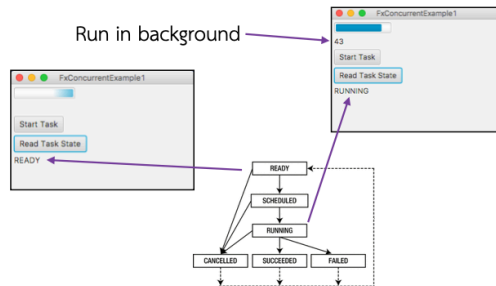 Run in background
FxConcurrentExample1
43
Start Task
Read Task State
RUNNING
FxConcurrentExample1
Start Task
Read Task State
READY
READY
SCHEDULED
RUNNING
CANCELLED
SUCCEEDED
FAILED